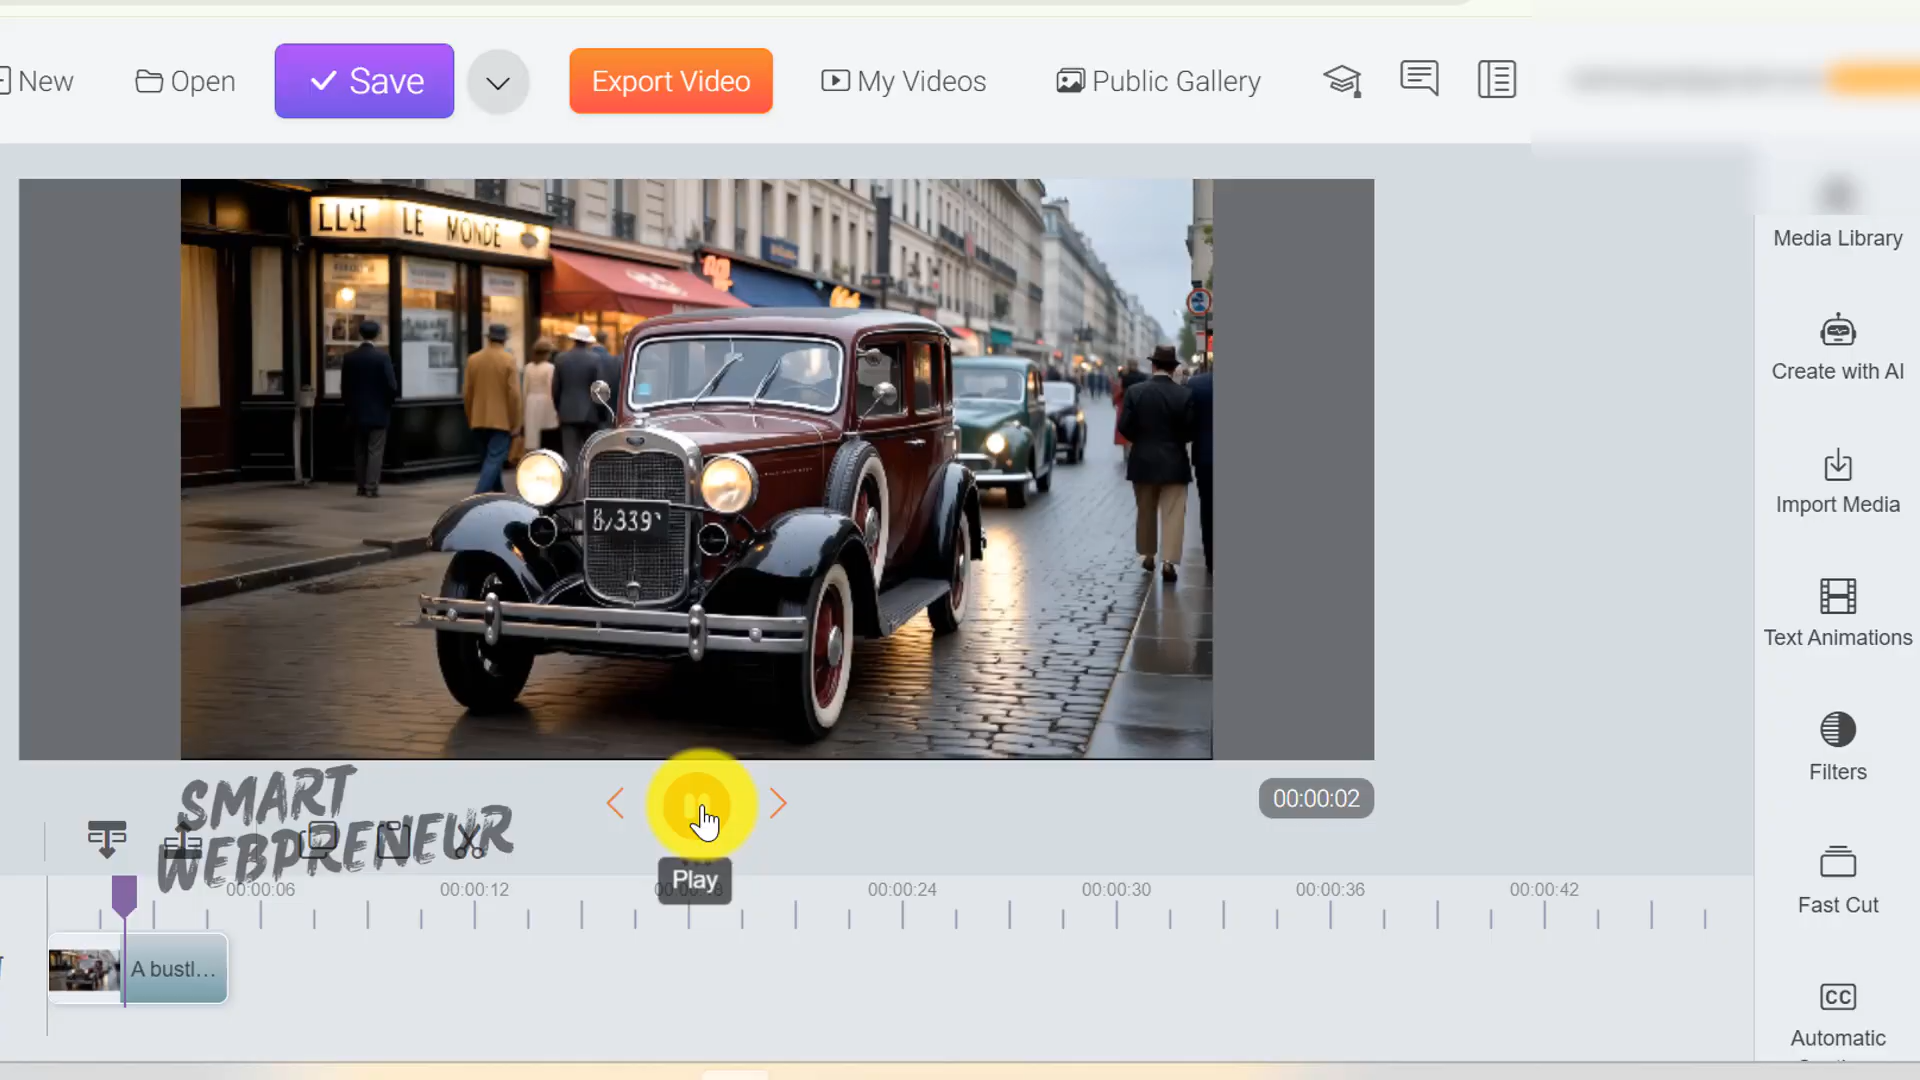 New
Open
Save
Export Video
My Videos
Public Gallery
LE MONDE
Media Library
Create with AI
Import Media
Text Animations
Filters
Fast Cut
CC
Automatic
00:00:02
SMART
WEBPRENEUR
Play
00:00:06
00:00:12
00:00:24
00:00:30
00:00:36
00:00:42
A bustl...